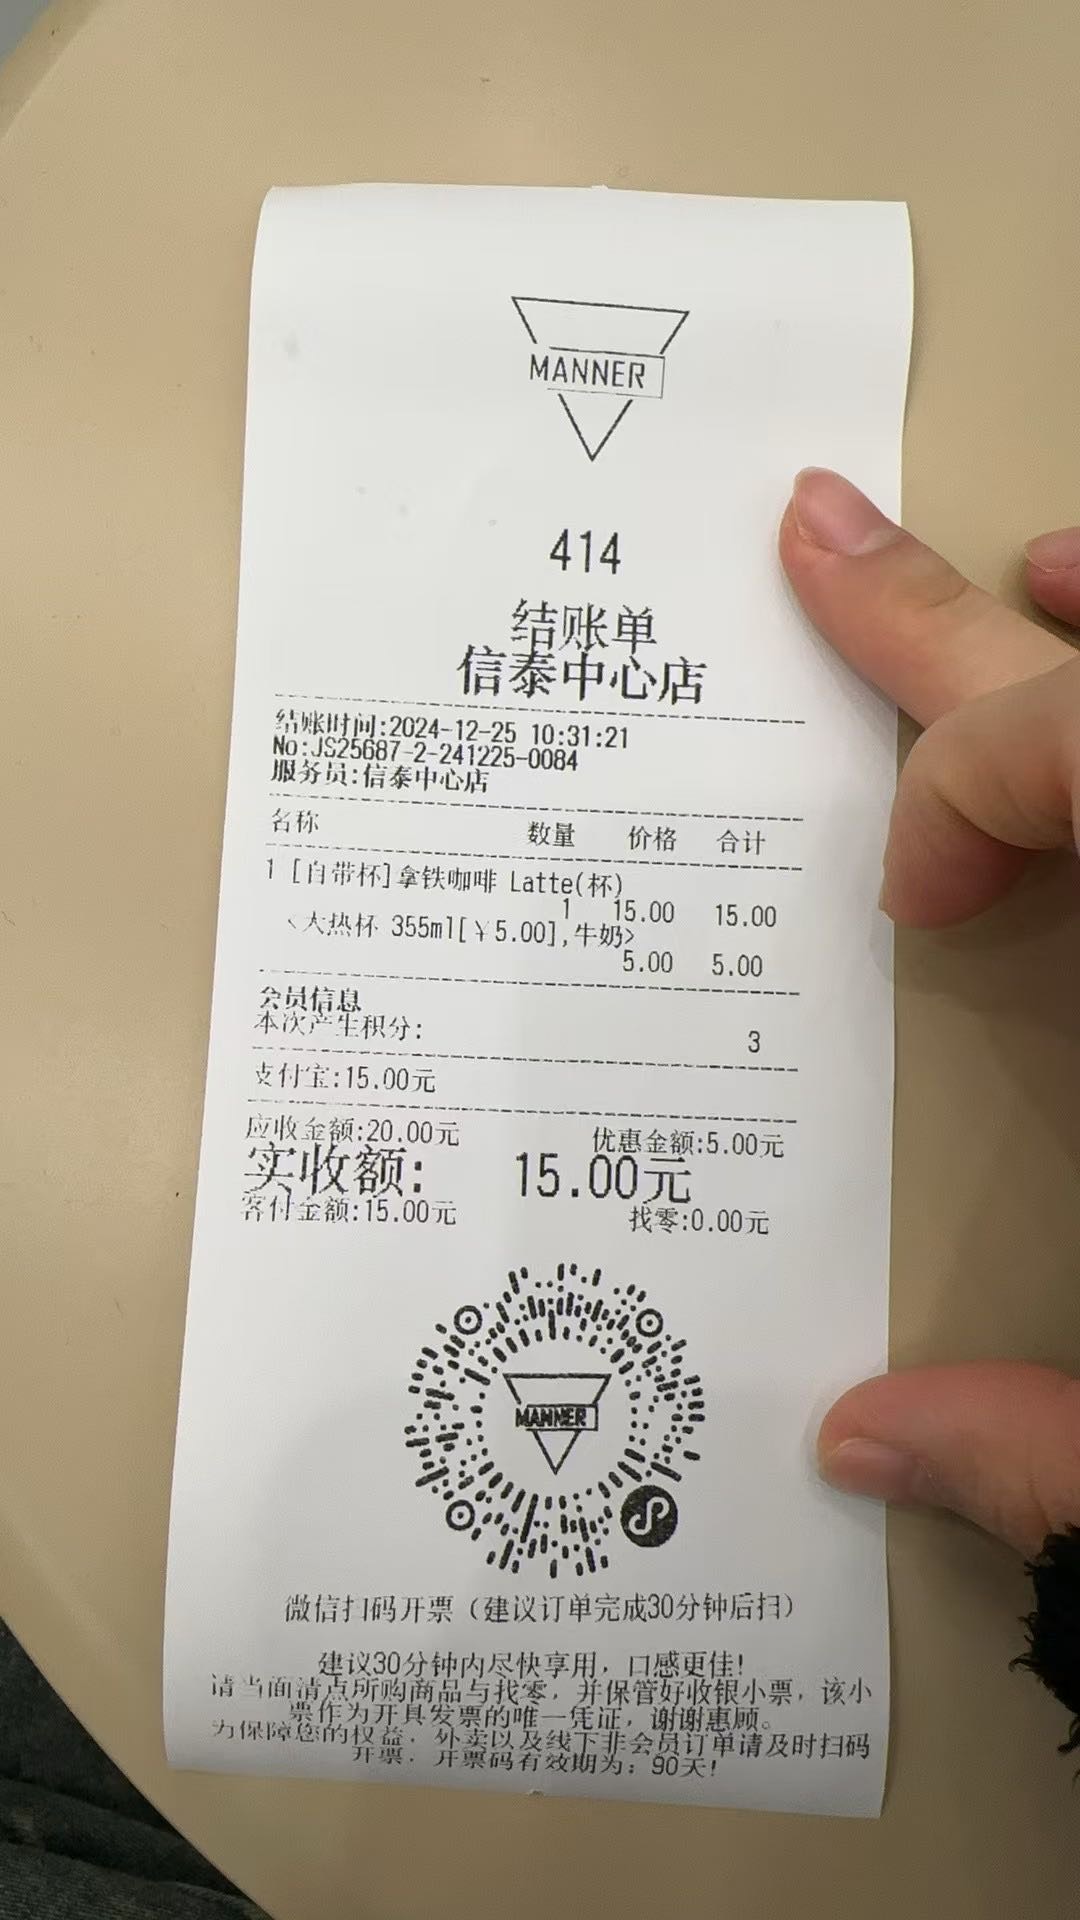 MANNER
414
结账单
信泰中心店
结账时间:2024-12-25 10:31:21
No:JS25687-2-241225-0084
服务员:信泰中心店
名称 数量 价格 合计
1 [自带杯]拿铁咖啡 Latte(杯)
1 15.00 15.00
<大热杯 355ml[￥5.00],牛奶>
5.00 5.00
会员信息
本次产生积分: 3
支付宝:15.00元
应收金额:20.00元 优惠金额:5.00元
实收额: 15.00元
客付金额:15.00元 找零:0.00元
MANNER
微信扫码开票（建议订单完成30分钟后扫）
建议30分钟内尽快享用，口感更佳!
请当面清点所购商品与找零，并保管好收银小票，该小
票作为开具发票的唯一凭证，谢谢惠顾。
为保障您的权益，外卖以及线下非会员订单请及时扫码
开票，开票码有效期为：90天!